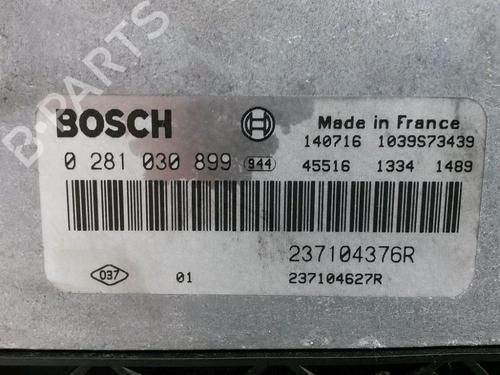 B-PARTS
BOSCH
Made in France
140716 1039S73439
0 281 030 899 944 45516 1334 1489
237104376R
037 01 237104627R